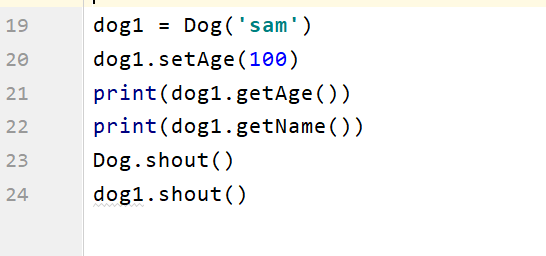 19 dog1 = Dog('sam')
20 dog1.setAge(100)
21 print(dog1.getAge())
22 print(dog1.getName())
23 Dog.shout()
24 dog1.shout()